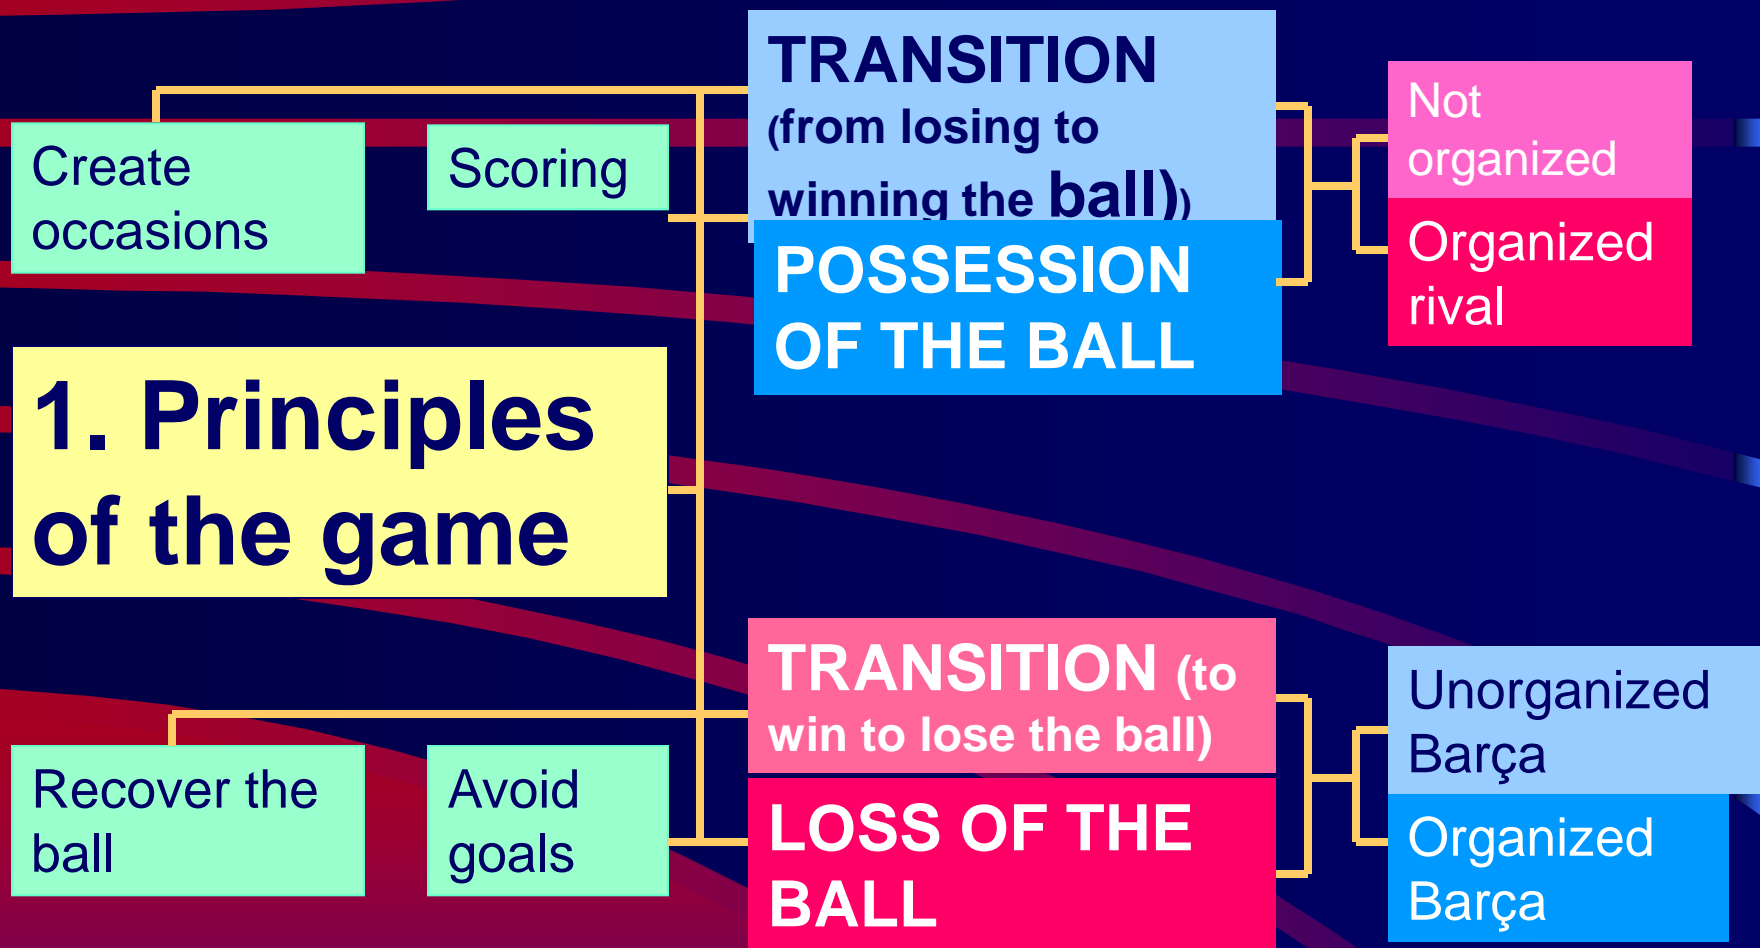 TRANSITION
(from losing to
winning the ball))
Not
organized
Create
occasions
Scoring
Organized
rival
POSSESSION
OF THE BALL
1. Principles
of the game
TRANSITION (to
win to lose the ball)
Unorganized
Barça
Recover the
ball
Avoid
goals
LOSS OF THE
BALL
Organized
Barça